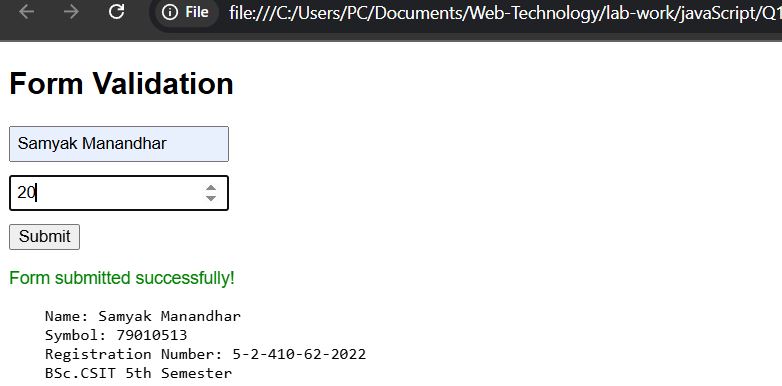 File file:///C:/Users/PC/Documents/Web-Technology/lab-work/javaScript/Q1
Form Validation
Samyak Manandhar
20
Submit
Form submitted successfully!
Name: Samyak Manandhar
Symbol: 79010513
Registration Number: 5-2-410-62-2022
BSc.CSIT 5th Semester